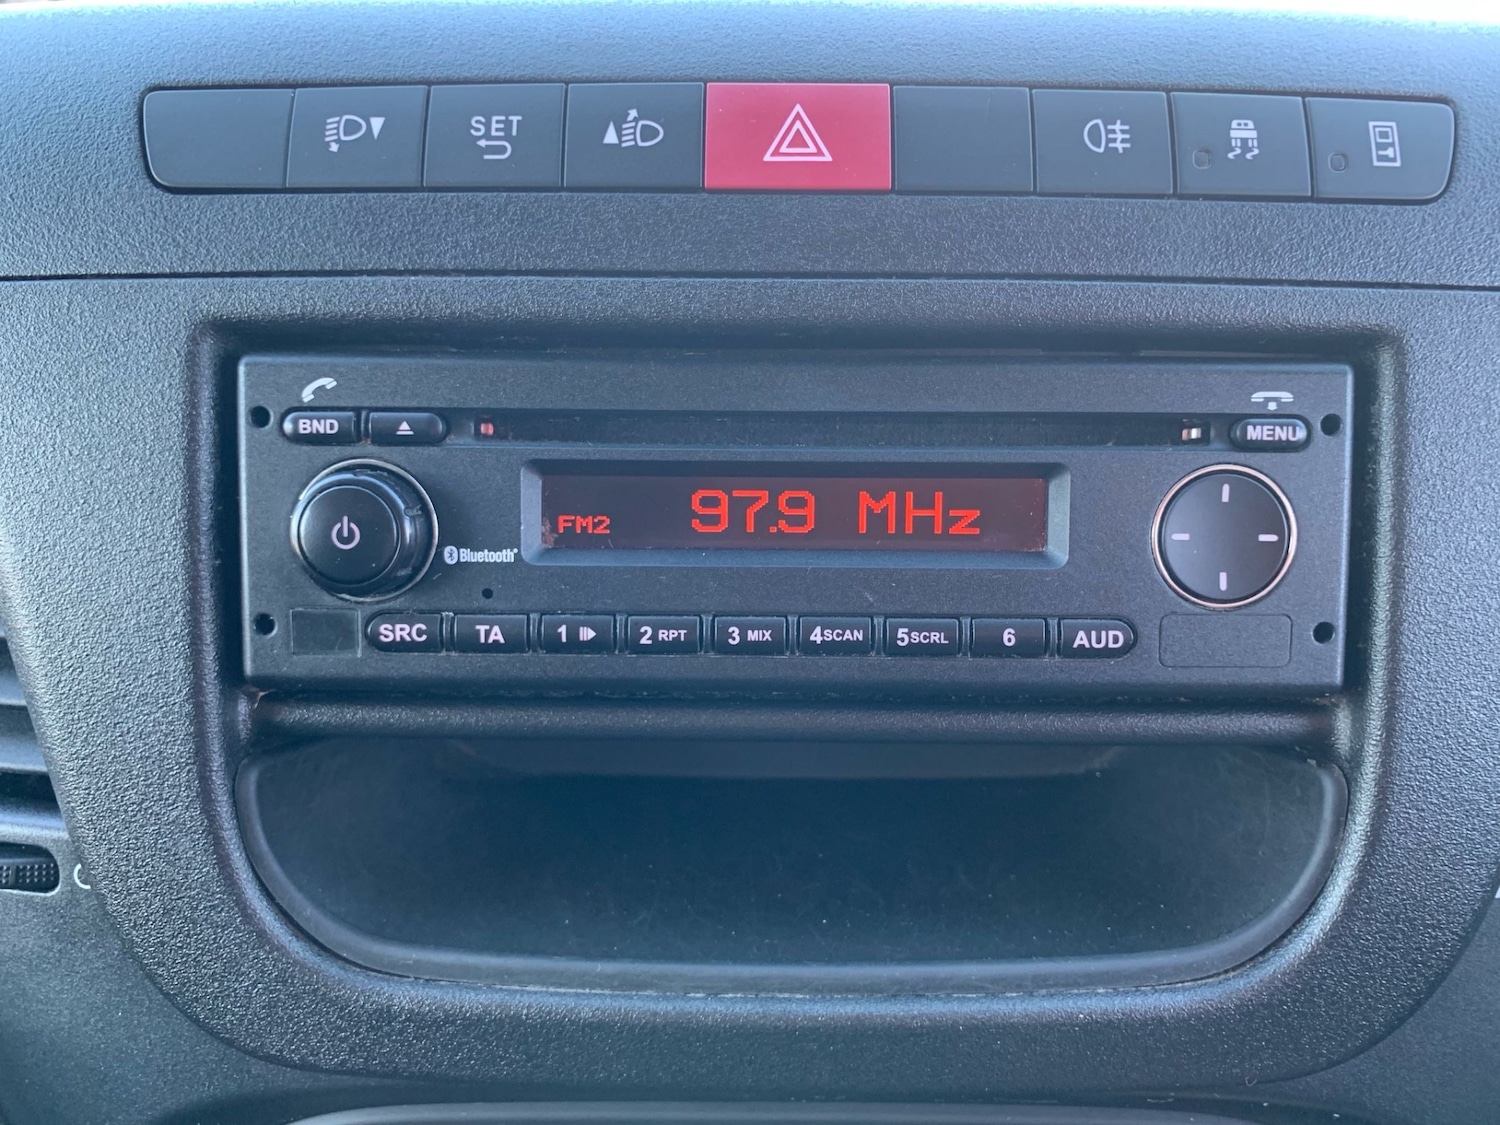 SET
BND
MENU
FM2 97.9 MHz
Bluetooth
SRC TA 1 2 RPT 3 MIX 4SCAN 5SCRL 6 AUD